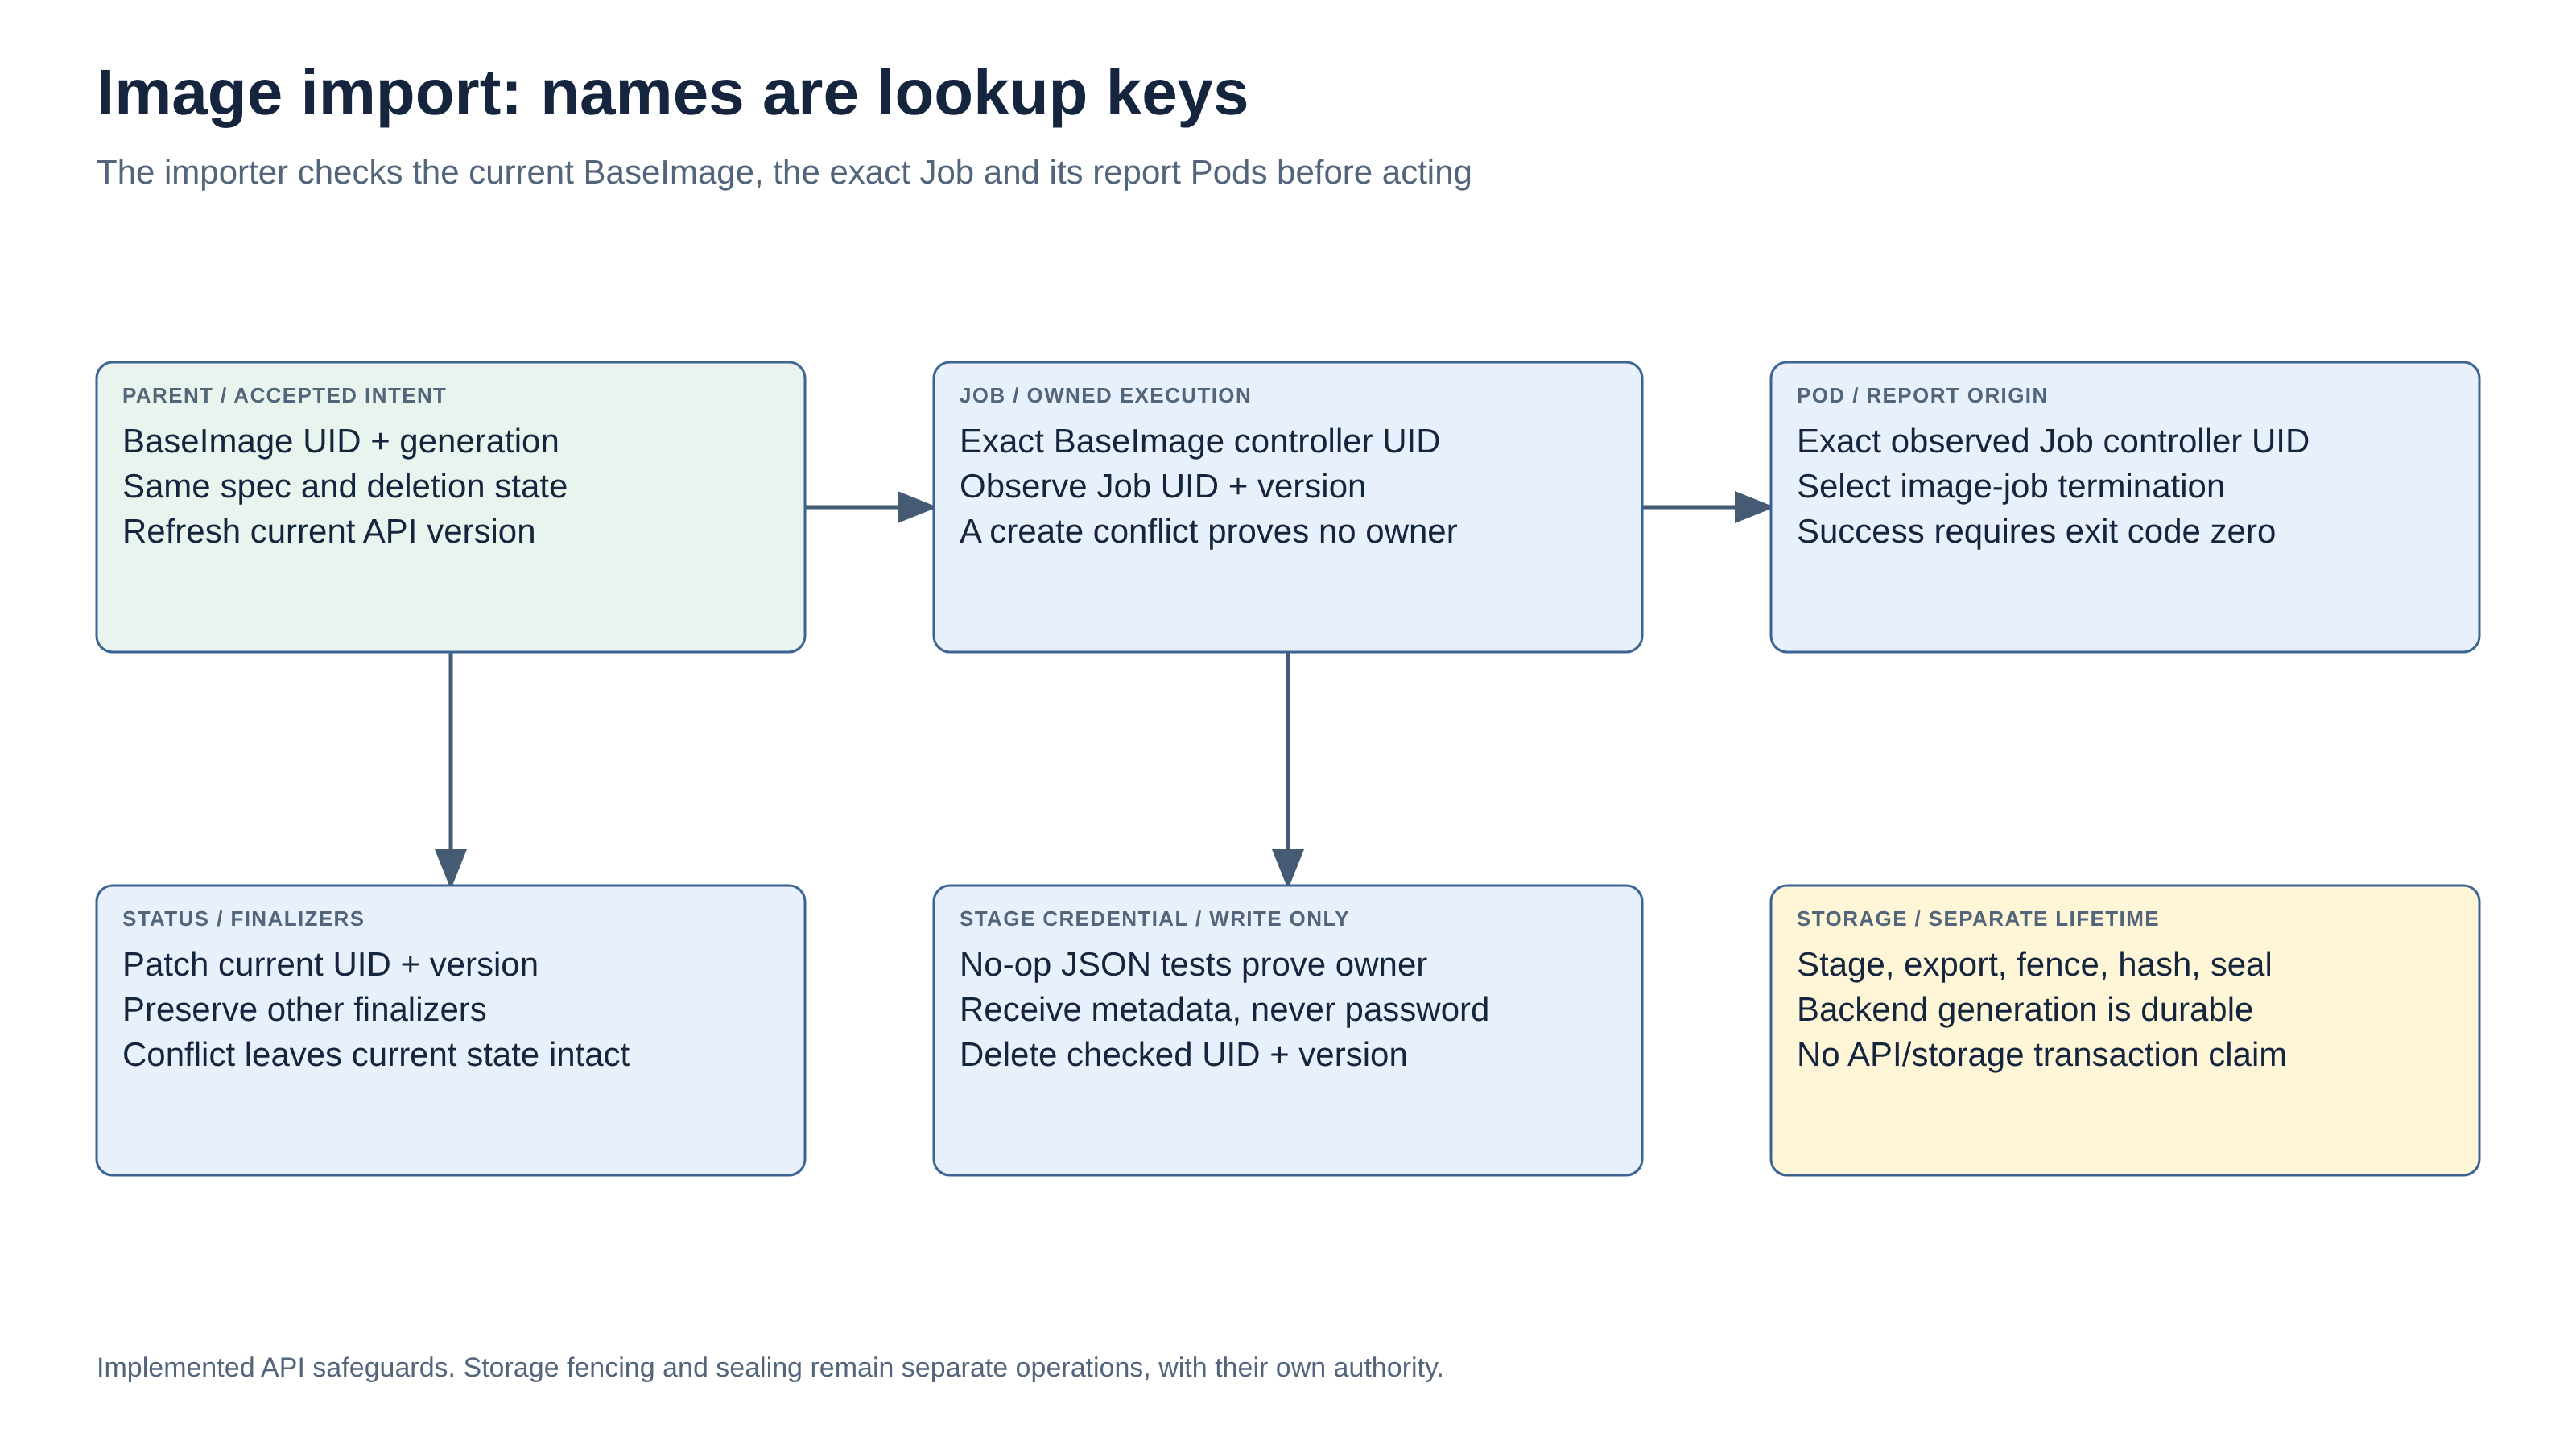 Image import: names are lookup keys
The importer checks the current BaseImage, the exact Job and its report Pods before acting
PARENT / ACCEPTED INTENT
BaseImage UID + generation
Same spec and deletion state
Refresh current API version
JOB / OWNED EXECUTION
Exact BaseImage controller UID
Observe Job UID + version
A create conflict proves no owner
POD / REPORT ORIGIN
Exact observed Job controller UID
Select image-job termination
Success requires exit code zero
STATUS / FINALIZERS
Patch current UID + version
Preserve other finalizers
Conflict leaves current state intact
STAGE CREDENTIAL / WRITE ONLY
No-op JSON tests prove owner
Receive metadata, never password
Delete checked UID + version
STORAGE / SEPARATE LIFETIME
Stage, export, fence, hash, seal
Backend generation is durable
No API/storage transaction claim
Implemented API safeguards. Storage fencing and sealing remain separate operations, with their own authority.